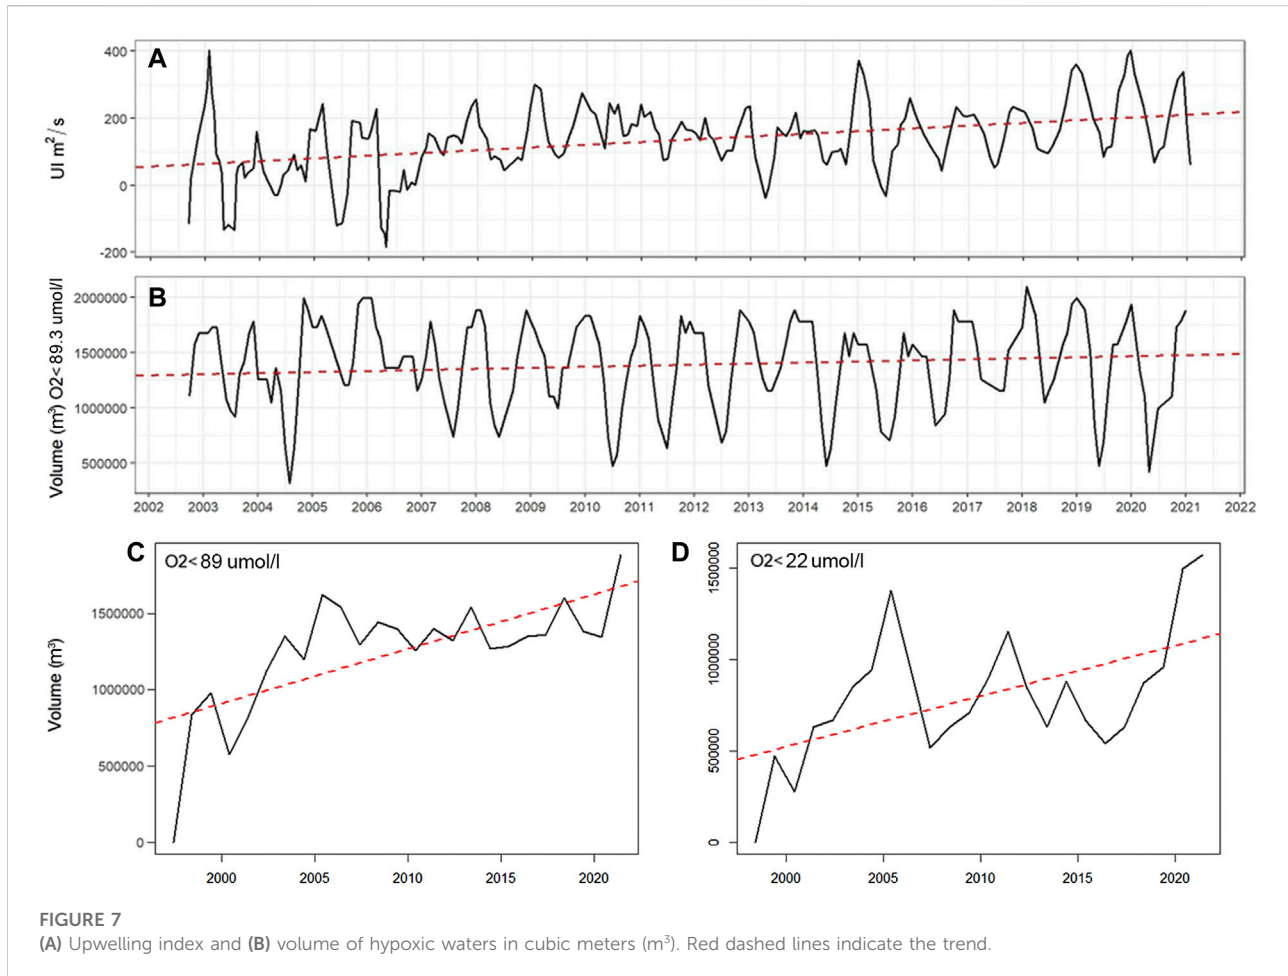 A
UI m²/s
400
200
0
-200
B
Volume (m³) O2<89.3 umol/l
2000000
1500000
1000000
500000
2002 2003 2004 2005 2006 2007 2008 2009 2010 2011 2012 2013 2014 2015 2016 2017 2018 2019 2020 2021 2022
C
O2<89 umol/l
Volume (m³)
1500000
1000000
500000
0
2000 2005 2010 2015 2020
D
O2<22 umol/l
1500000
1000000
500000
0
2000 2005 2010 2015 2020
FIGURE 7
(A) Upwelling index and (B) volume of hypoxic waters in cubic meters (m³). Red dashed lines indicate the trend.